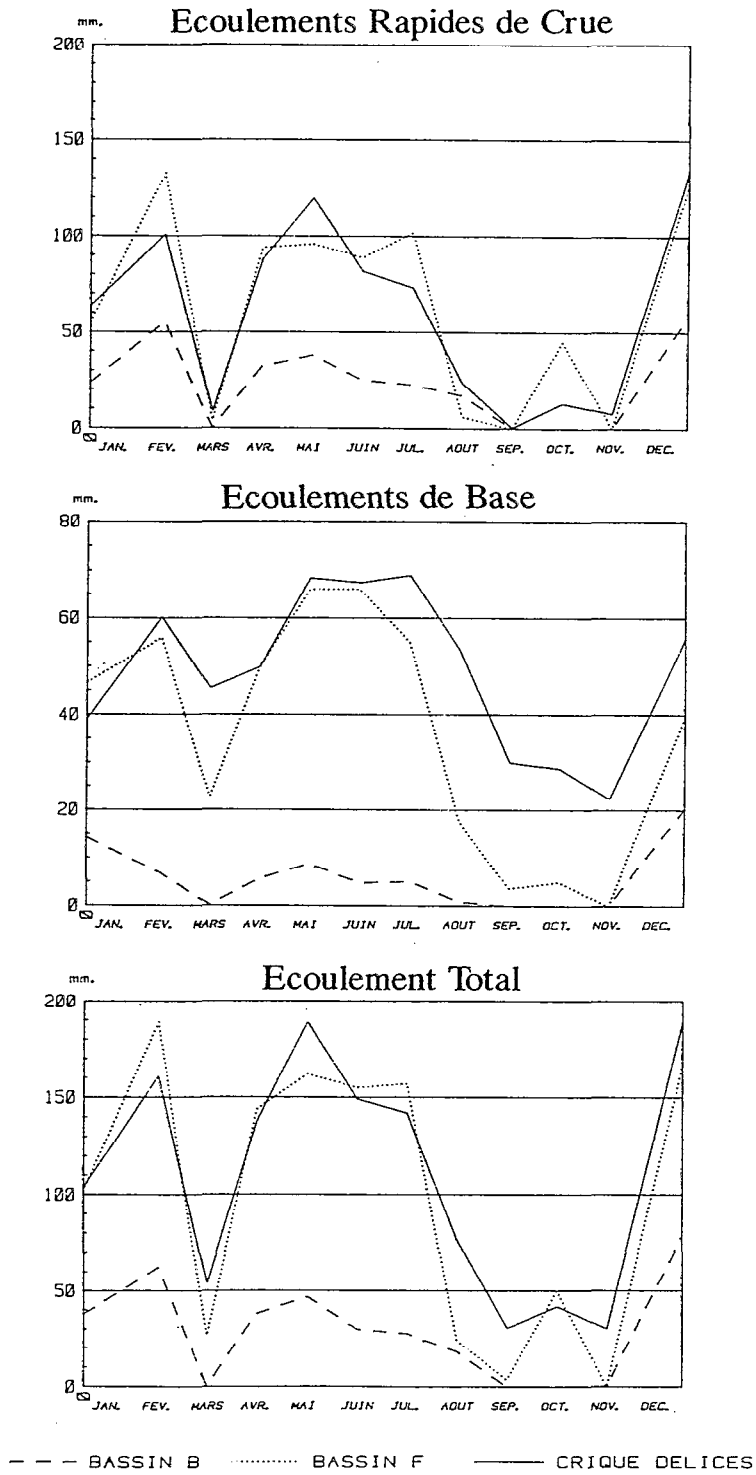 mm.
Ecoulements Rapides de Crue
200
150
100
50
0
0
JAN. FEV. MARS AVR. MAI JUIN JUL. AOUT SEP. OCT. NOV. DEC.
mm.
Ecoulements de Base
80
60
40
20
0
0
JAN. FEV. MARS AVR. MAI JUIN JUL. AOUT SEP. OCT. NOV. DEC.
mm.
Ecoulement Total
200
150
100
50
0
0
JAN. FEV. MARS AVR. MAI JUIN JUL. AOUT SEP. OCT. NOV. DEC.
BASSIN B BASSIN F CRIQUE DELICES